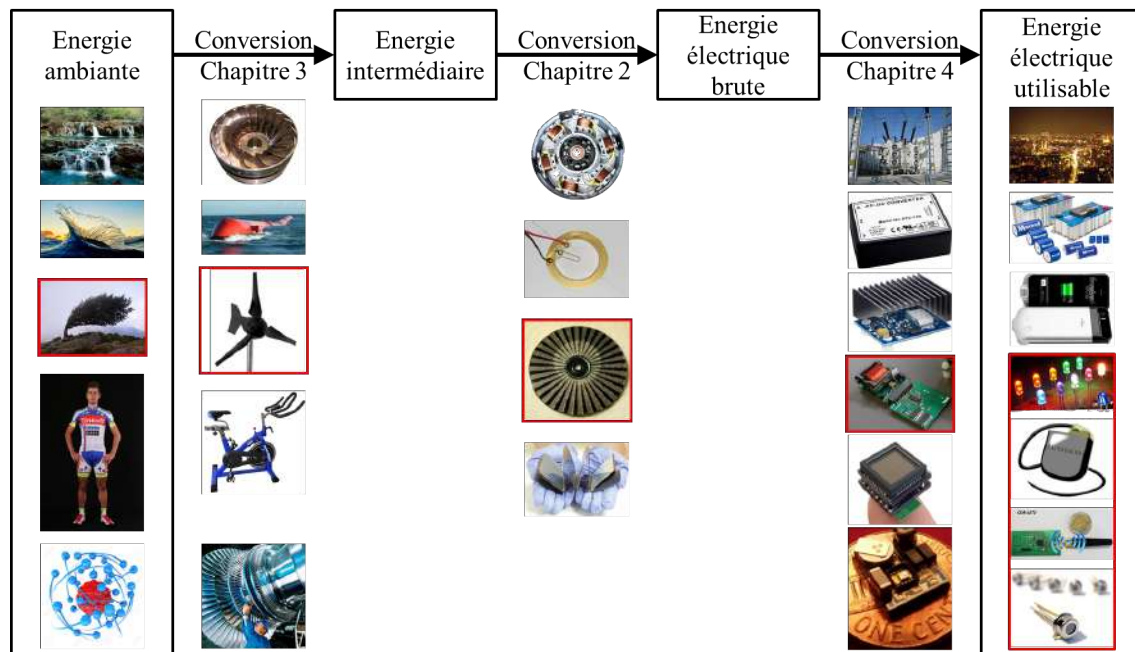 Energie
ambiante
Conversion
Chapitre 3
Energie
intermédiaire
Conversion
Chapitre 2
Energie
électrique
brute
Conversion
Chapitre 4
Energie
électrique
utilisable
ONE CENT